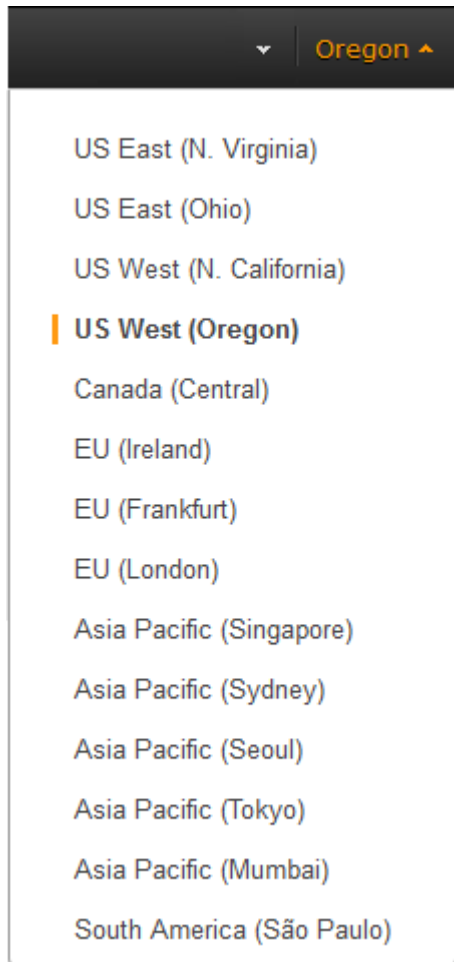 Oregon
US East (N. Virginia)
US East (Ohio)
US West (N. California)
US West (Oregon)
Canada (Central)
EU (Ireland)
EU (Frankfurt)
EU (London)
Asia Pacific (Singapore)
Asia Pacific (Sydney)
Asia Pacific (Seoul)
Asia Pacific (Tokyo)
Asia Pacific (Mumbai)
South America (São Paulo)